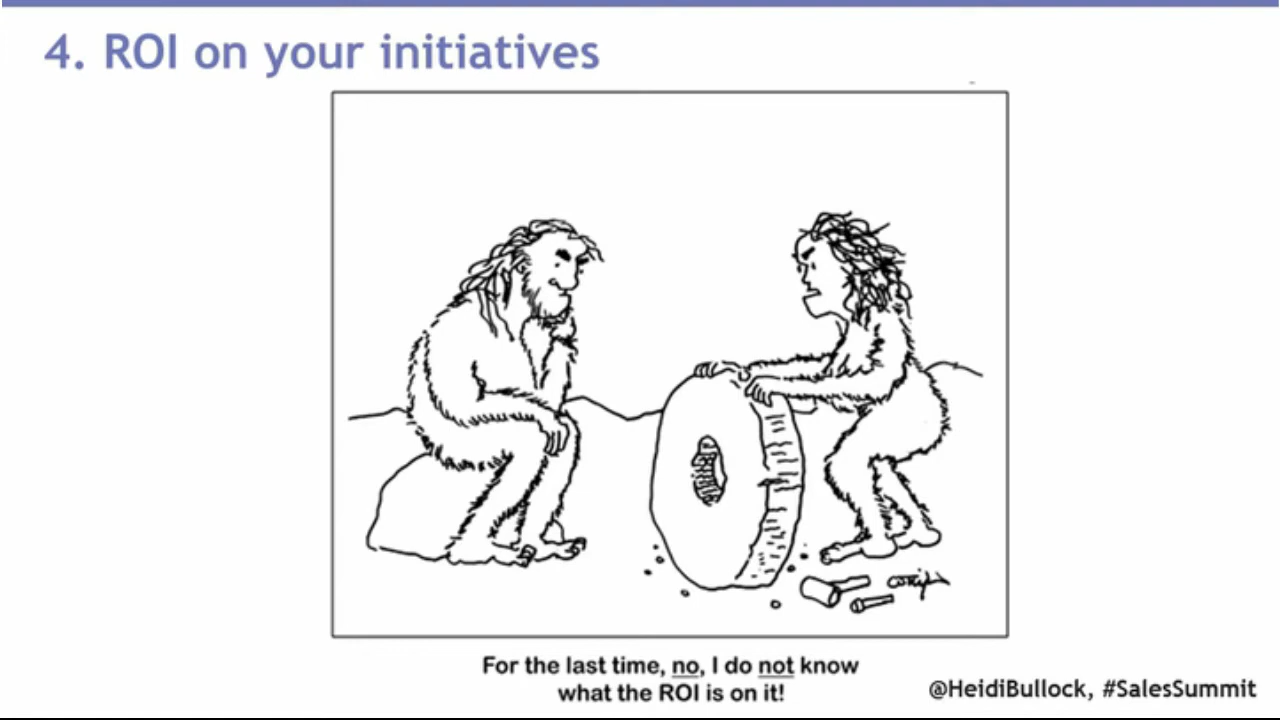 4. ROI on your initiatives
For the last time, no, I do not know
what the ROI is on it!
@HeidiBullock, #SalesSummit